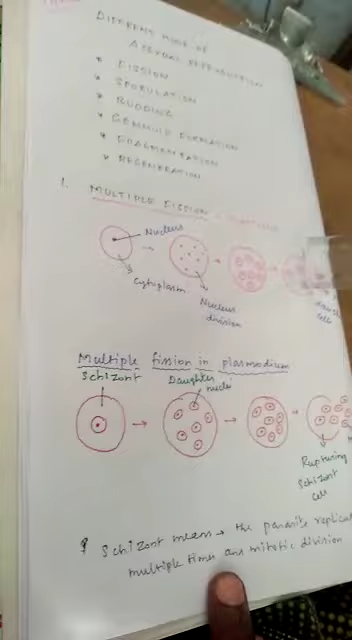 DIFFERENT MODE OF
ASEXUAL REPRODUCTION
* FISSION
* SPORULATION
* BUDDING
* GEMMULE FORMATION
* FRAGMENTATION
* REGENERATION
1. MULTIPLE FISSION
Nucleus
Cytoplasm
Nucleus
division
cell
Multiple fission in plasmodium
Schizont
Daughter
nuclei
Rupturing
Schizont
cell
Schizont means → the parasite replicat
multiple times and mitotic division